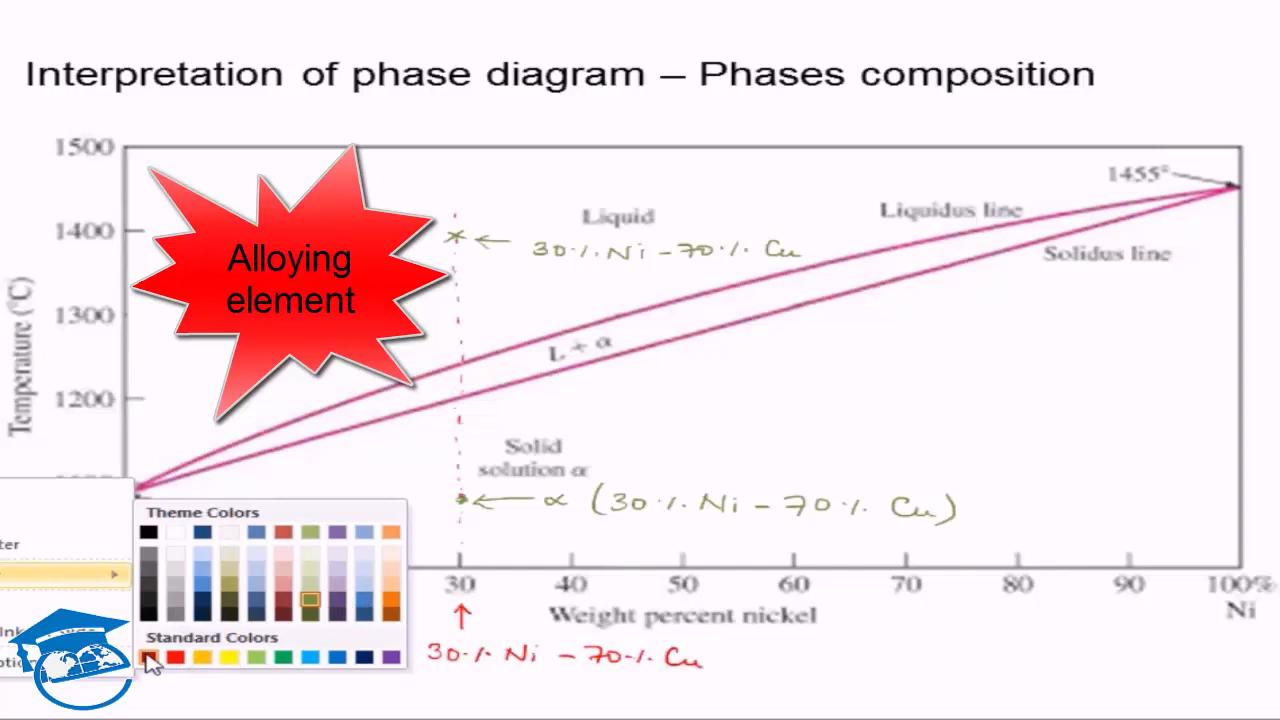 Interpretation of phase diagram – Phases composition
1500
1455°
Liquid
Liquidus line
1400
30·/. Ni – 70·/. Cu
Solidus line
Alloying
element
1300
L + α
Temperature (°C)
1200
Solid
solution α
α (30·/. Ni – 70·/. Cu)
Theme Colors
30
40
50
60
70
80
90
100%
Weight percent nickel
Ni
Standard Colors
30·/. Ni – 70·/. Cu